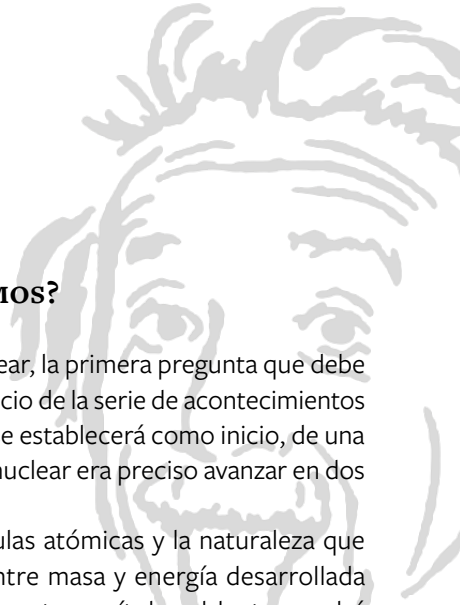 MOS?
ear, la primera pregunta que debe
cio de la serie de acontecimientos
e establecerá como inicio, de una
nuclear era preciso avanzar en dos
ulas atómicas y la naturaleza que
ntre masa y energía desarrollada